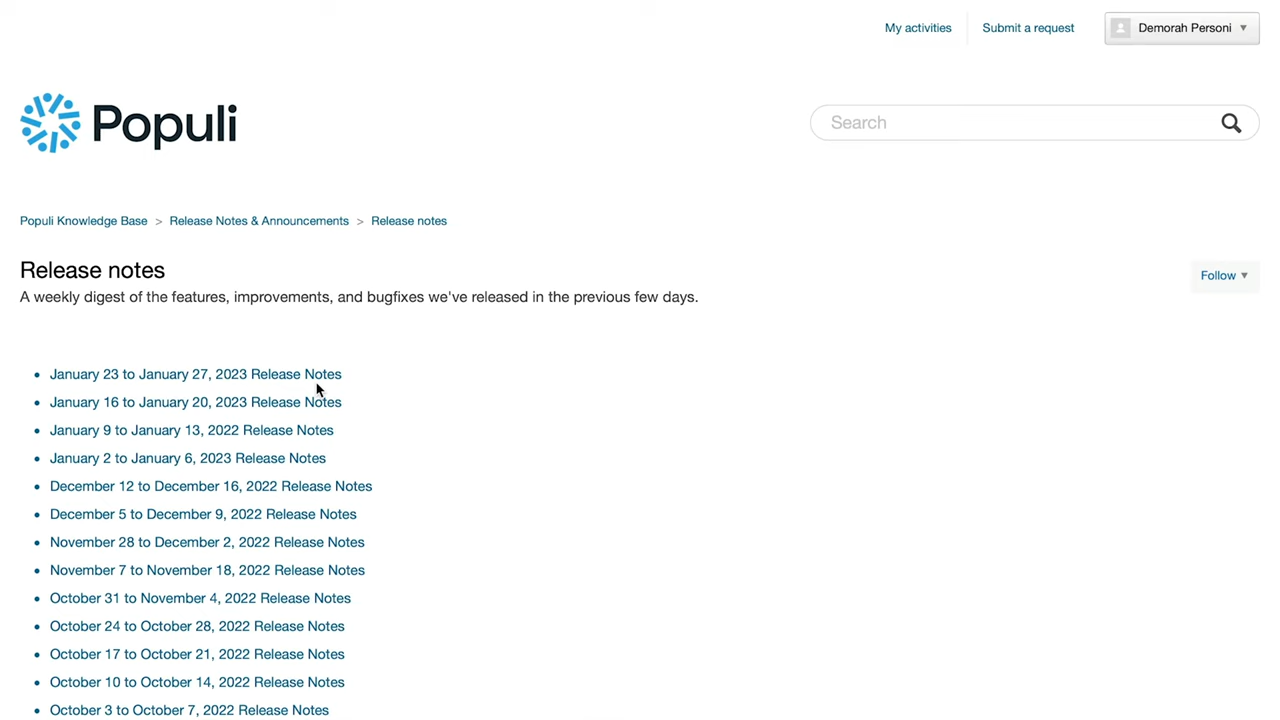 My activities
Submit a request
Demorah Personi
Populi
Search
Populi Knowledge Base > Release Notes & Announcements > Release notes
Release notes
Follow
A weekly digest of the features, improvements, and bugfixes we've released in the previous few days.
January 23 to January 27, 2023 Release Notes
January 16 to January 20, 2023 Release Notes
January 9 to January 13, 2022 Release Notes
January 2 to January 6, 2023 Release Notes
December 12 to December 16, 2022 Release Notes
December 5 to December 9, 2022 Release Notes
November 28 to December 2, 2022 Release Notes
November 7 to November 18, 2022 Release Notes
October 31 to November 4, 2022 Release Notes
October 24 to October 28, 2022 Release Notes
October 17 to October 21, 2022 Release Notes
October 10 to October 14, 2022 Release Notes
October 3 to October 7, 2022 Release Notes